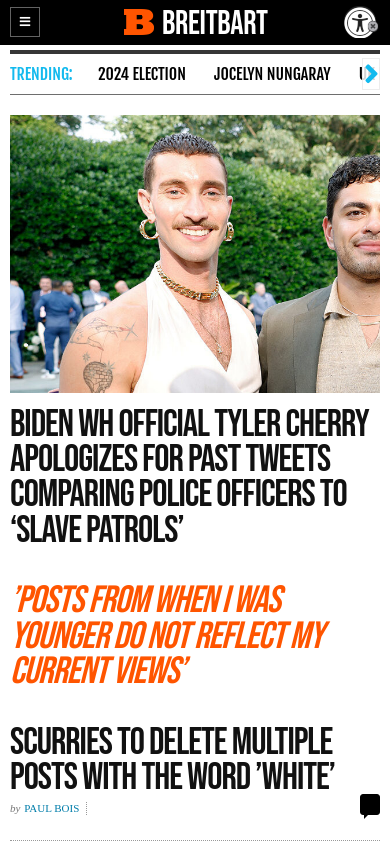 BREITBART
TRENDING: 2024 ELECTION JOCELYN NUNGARAY
BIDEN WH OFFICIAL TYLER CHERRY
APOLOGIZES FOR PAST TWEETS
COMPARING POLICE OFFICERS TO
‘SLAVE PATROLS’
’POSTS FROM WHEN I WAS
YOUNGER DO NOT REFLECT MY
CURRENT VIEWS’
SCURRIES TO DELETE MULTIPLE
POSTS WITH THE WORD ’WHITE’
by PAUL BOIS